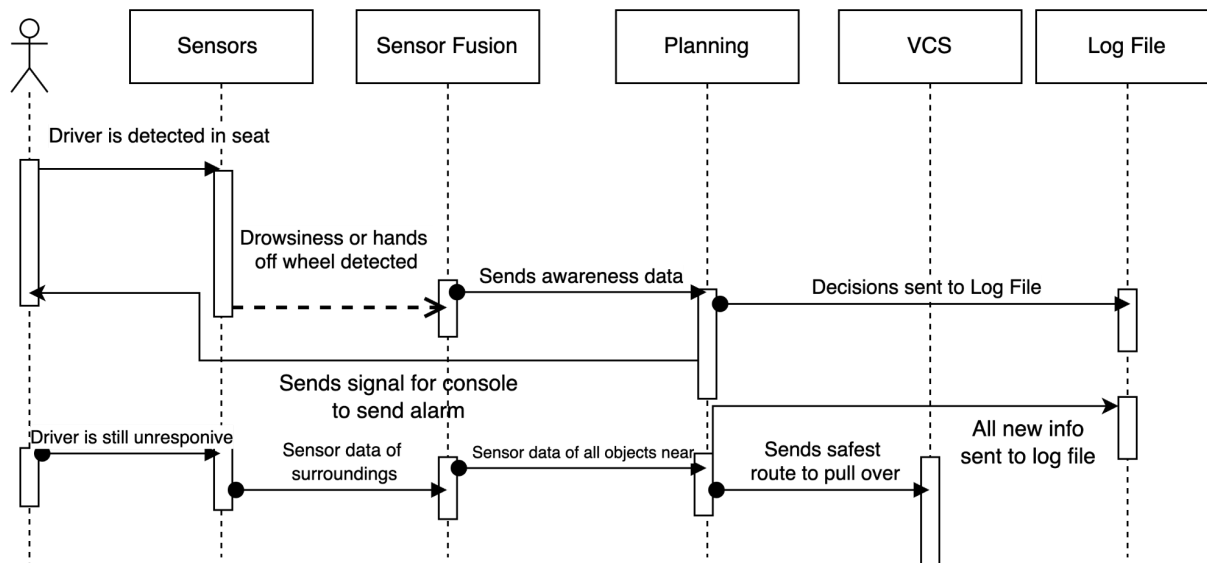 Sensors
Sensor Fusion
Planning
VCS
Log File
Driver is detected in seat
Drowsiness or hands
off wheel detected
Sends awareness data
Decisions sent to Log File
Sends signal for console
to send alarm
All new info
sent to log file
Driver is still unresponive
Sensor data of
surroundings
Sensor data of all objects near
Sends safest
route to pull over